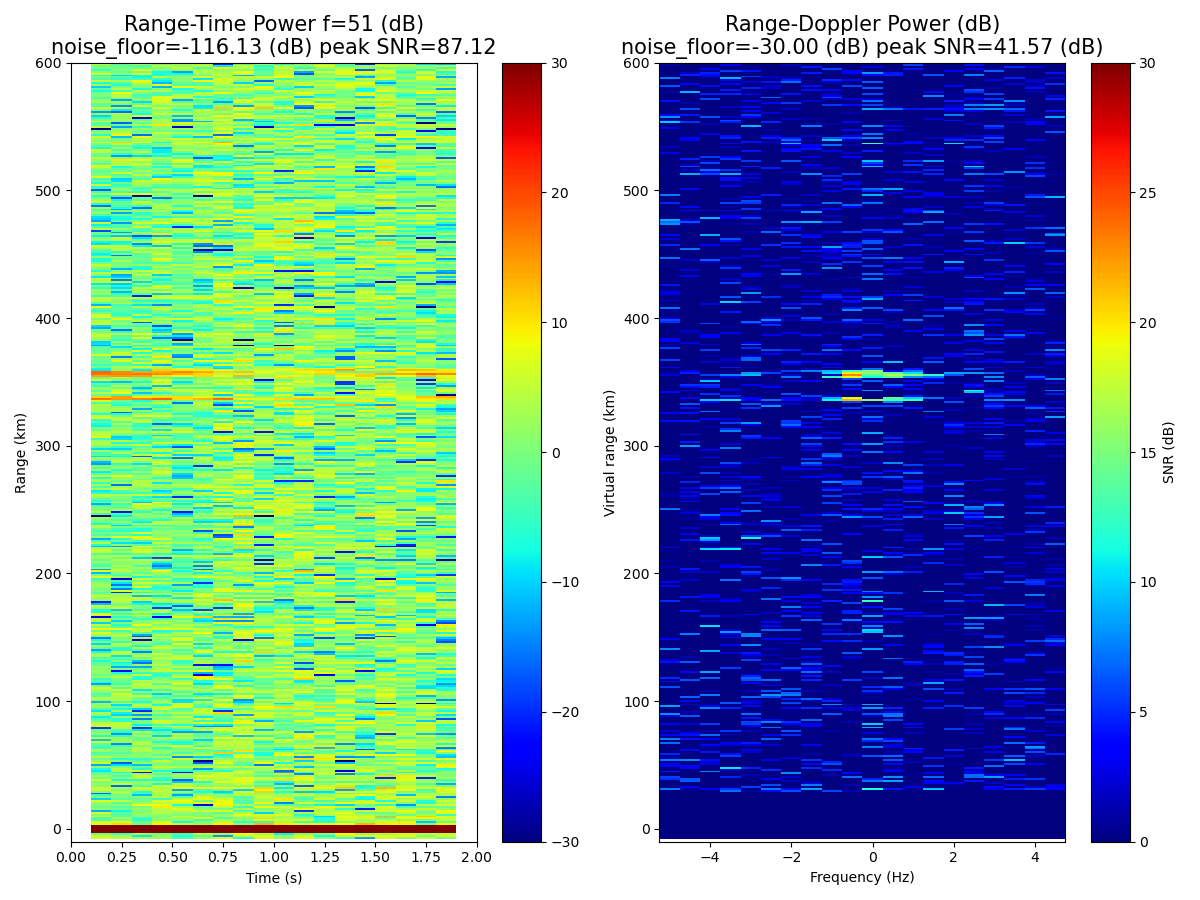 Range-Time Power f=51 (dB)
noise_floor=-116.13 (dB) peak SNR=87.12
600
500
400
300
200
100
0
Range (km)
0.00 0.25 0.50 0.75 1.00 1.25 1.50 1.75 2.00
Time (s)
30
20
10
0
−10
−20
−30
Range-Doppler Power (dB)
noise_floor=-30.00 (dB) peak SNR=41.57 (dB)
600
500
400
300
200
100
0
Virtual range (km)
−4 −2 0 2 4
Frequency (Hz)
30
25
20
15
10
5
0
SNR (dB)